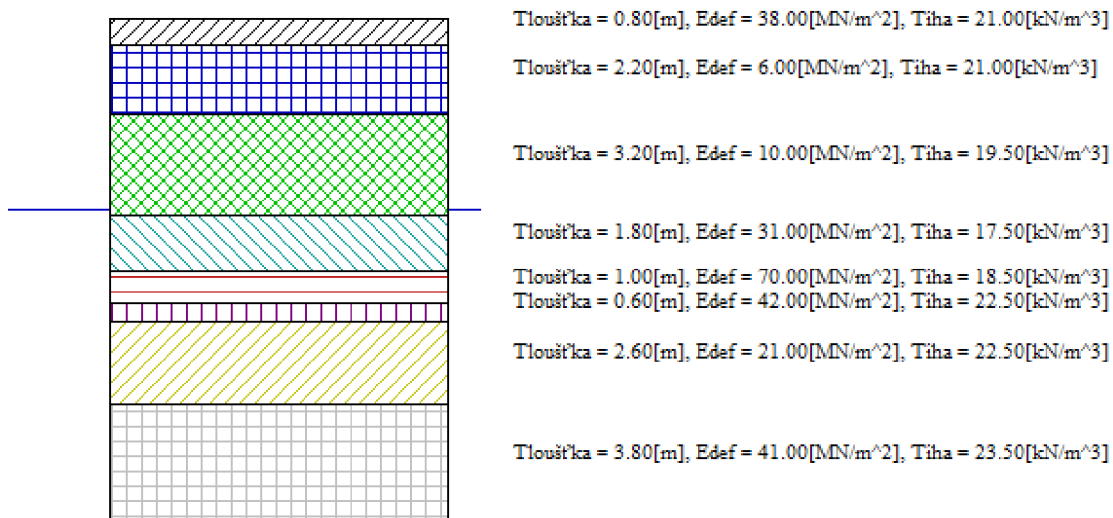 Tloušťka = 0.80[m], Edef = 38.00[MN/m^2], Tiha = 21.00[kN/m^3]
Tloušťka = 2.20[m], Edef = 6.00[MN/m^2], Tiha = 21.00[kN/m^3]
Tloušťka = 3.20[m], Edef = 10.00[MN/m^2], Tiha = 19.50[kN/m^3]
Tloušťka = 1.80[m], Edef = 31.00[MN/m^2], Tiha = 17.50[kN/m^3]
Tloušťka = 1.00[m], Edef = 70.00[MN/m^2], Tiha = 18.50[kN/m^3]
Tloušťka = 0.60[m], Edef = 42.00[MN/m^2], Tiha = 22.50[kN/m^3]
Tloušťka = 2.60[m], Edef = 21.00[MN/m^2], Tiha = 22.50[kN/m^3]
Tloušťka = 3.80[m], Edef = 41.00[MN/m^2], Tiha = 23.50[kN/m^3]